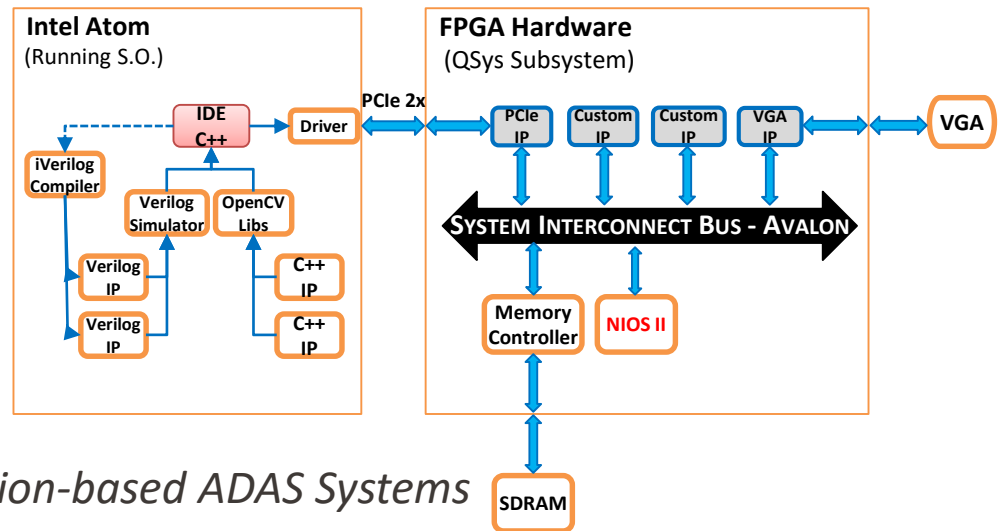 Intel Atom
(Running S.O.)
IDE
C++
Driver
iVerilog
Compiler
Verilog
Simulator
OpenCV
Libs
Verilog
IP
Verilog
IP
C++
IP
C++
IP
PCIe 2x
FPGA Hardware
(QSys Subsystem)
PCIe
IP
Custom
IP
Custom
IP
VGA
IP
VGA
SYSTEM INTERCONNECT BUS - AVALON
Memory
Controller
NIOS II
SDRAM
ion-based ADAS Systems